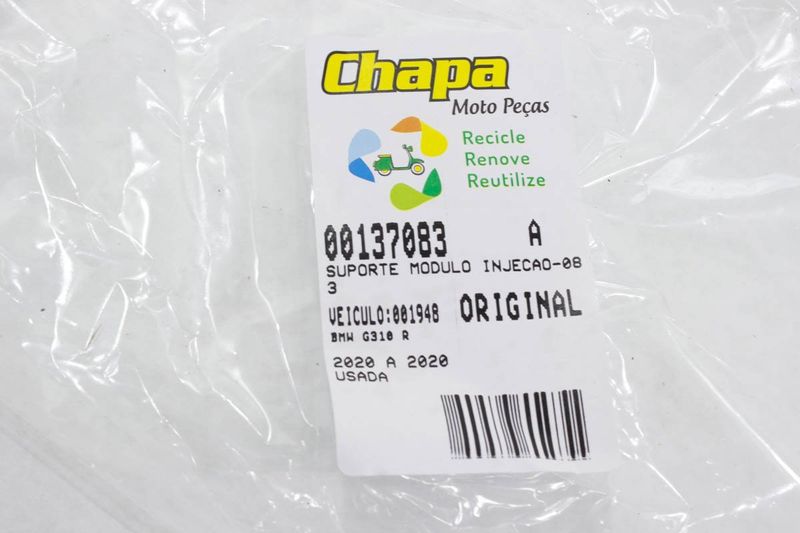 Chapa
Moto Peças
Recicle
Renove
Reutilize
00137083 A
SUPORTE MODULO INJECAO-08
3
VEICULO:001948 ORIGINAL
BMW G310 R
2020 A 2020
USADA